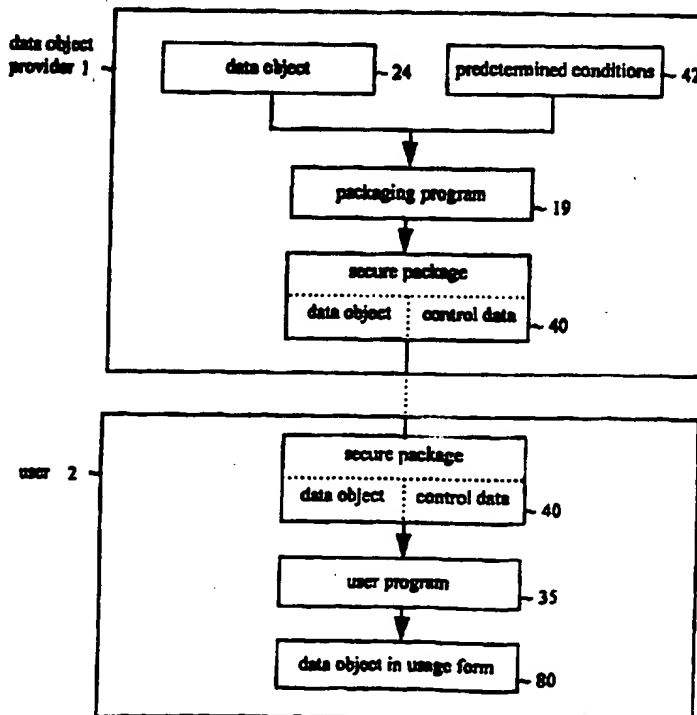 data object
provider 1
data object
24
predetermined conditions
42
packaging program
19
secure package
data object control data
40
user 2
secure package
data object control data
40
user program
35
data object in usage form
80